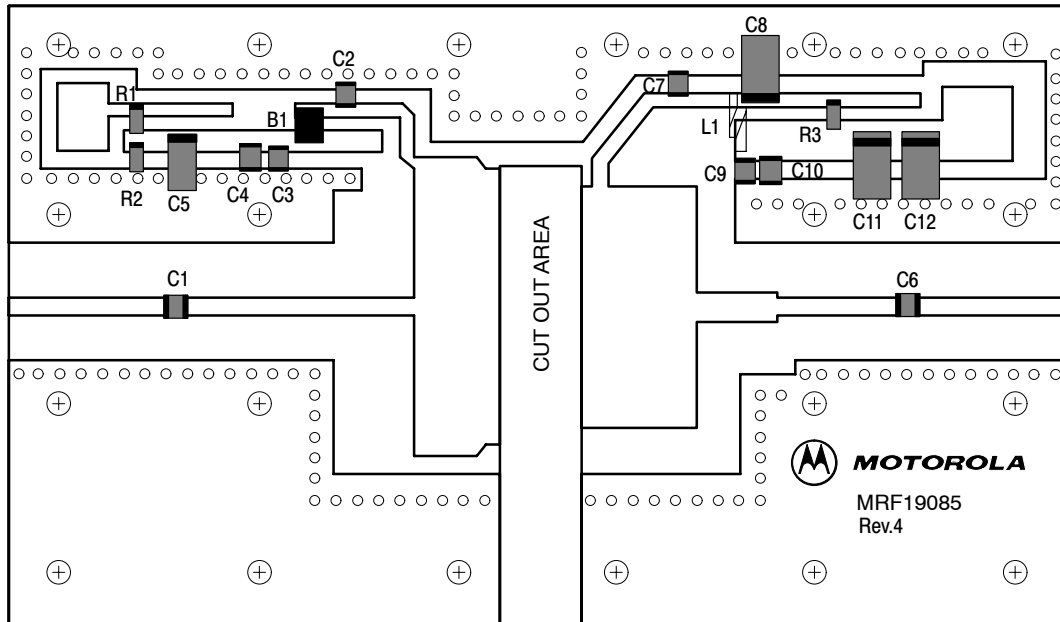 C8
C2
C7
R1
B1
L1
R3
R2
C5
C4
C3
C9
C10
C11
C12
C1
C6
CUT OUT AREA
MOTOROLA
MRF19085
Rev.4